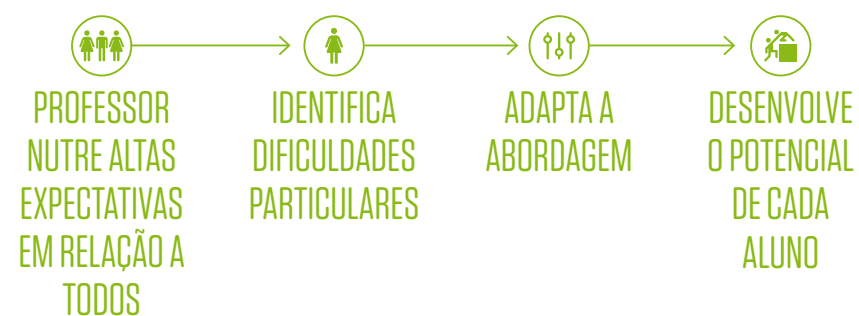 PROFESSOR
NUTRE ALTAS
EXPECTATIVAS
EM RELAÇÃO A
TODOS
IDENTIFICA
DIFICULDADES
PARTICULARES
ADAPTA A
ABORDAGEM
DESENVOLVE
O POTENCIAL
DE CADA
ALUNO